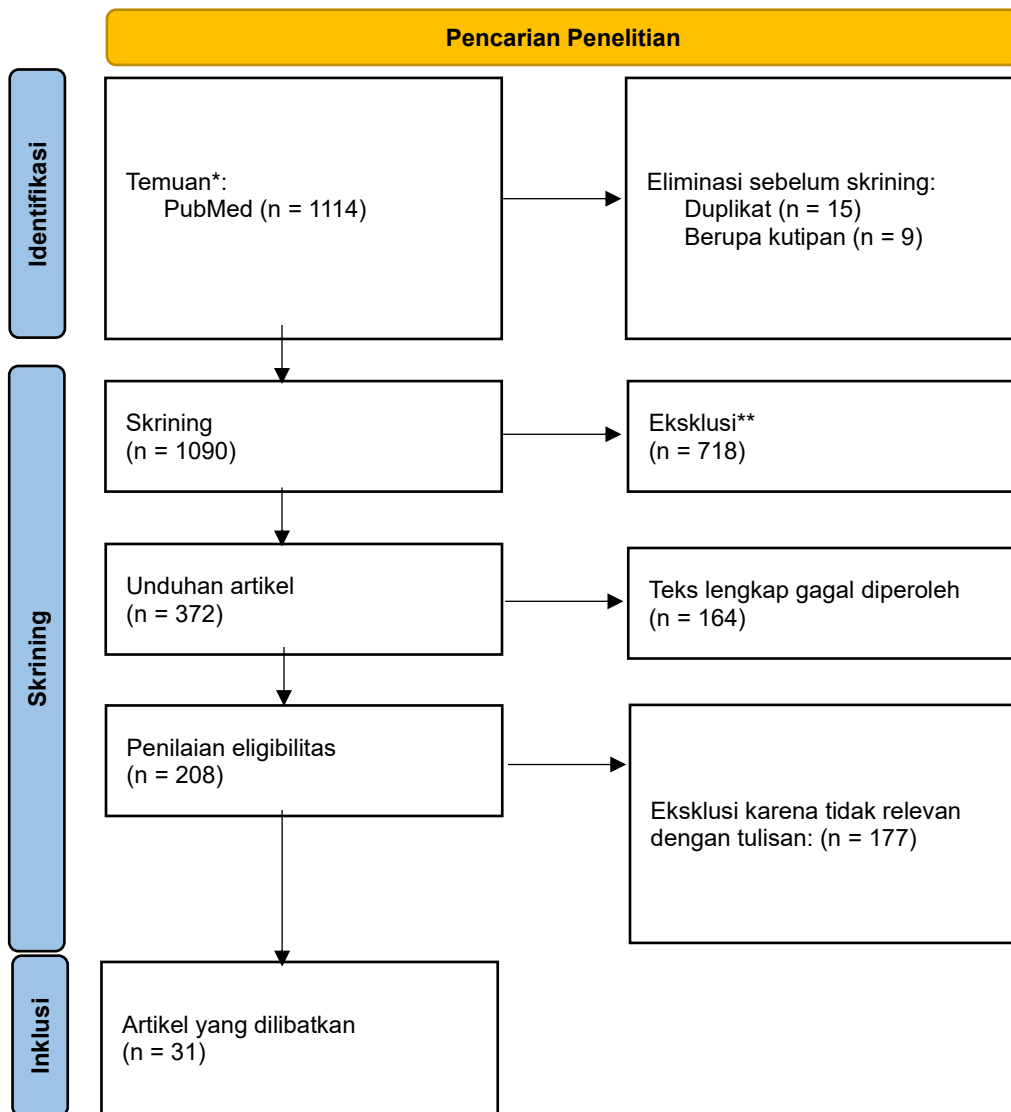 Pencarian Penelitian
Identifikasi
Temuan*:
PubMed (n = 1114)
Eliminasi sebelum skrining:
Duplikat (n = 15)
Berupa kutipan (n = 9)
Skrining
Skrining
(n = 1090)
Eksklusi**
(n = 718)
Unduhan artikel
(n = 372)
Teks lengkap gagal diperoleh
(n = 164)
Penilaian eligibilitas
(n = 208)
Eksklusi karena tidak relevan
dengan tulisan: (n = 177)
Inklusi
Artikel yang dilibatkan
(n = 31)